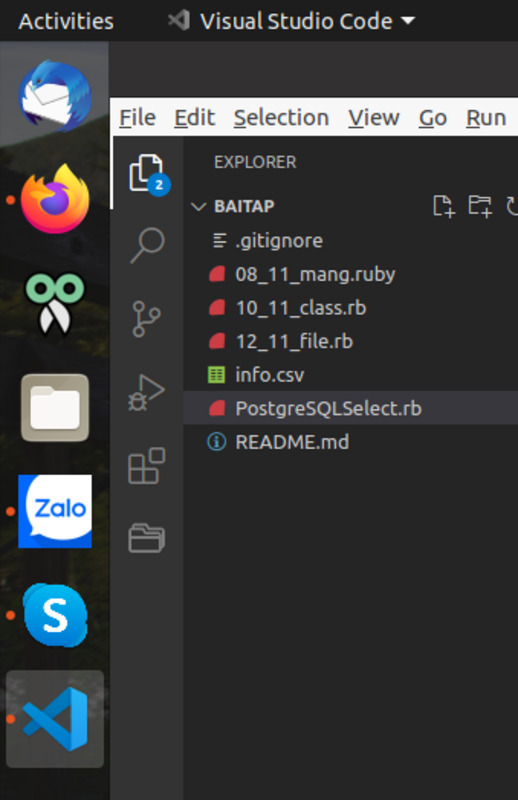 Activities Visual Studio Code
File Edit Selection View Go Run
EXPLORER
2
BAITAP
.gitignore
08_11_mang.ruby
10_11_class.rb
12_11_file.rb
info.csv
PostgreSQLSelect.rb
README.md
Zalo
S